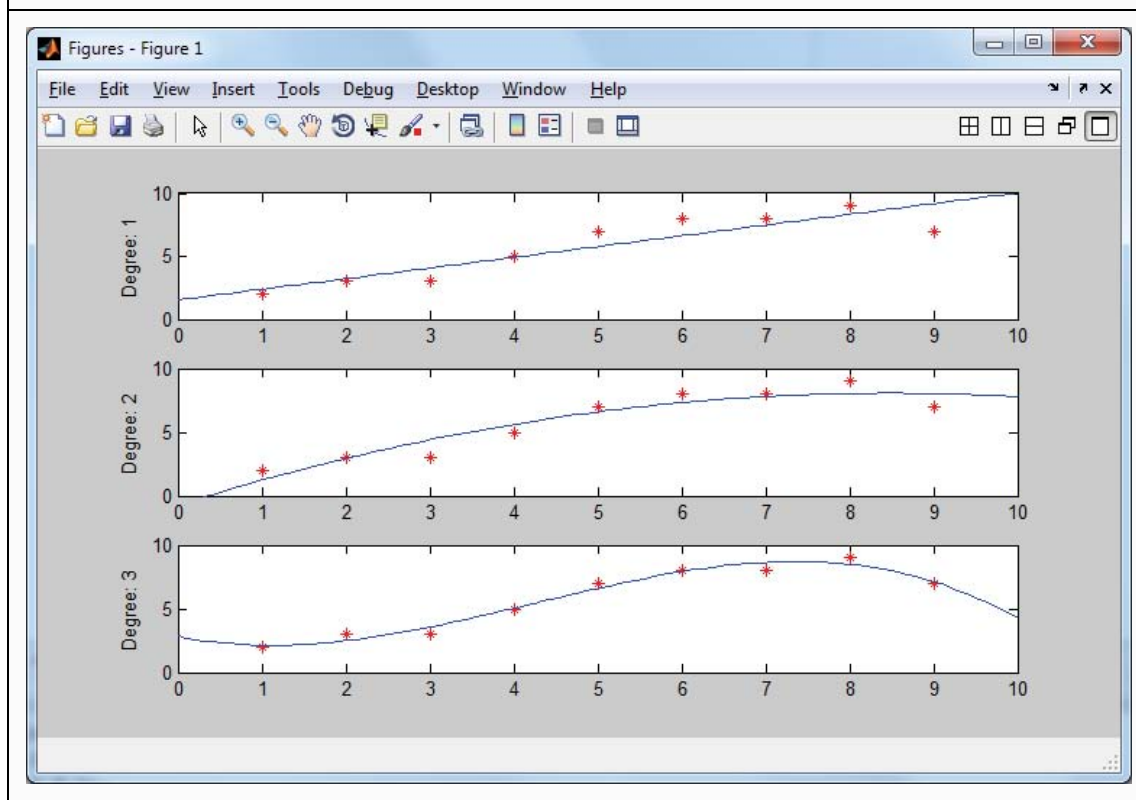 Figures - Figure 1
File Edit View Insert Tools Debug Desktop Window Help
10
5
0
Degree: 1
0 1 2 3 4 5 6 7 8 9 10
10
5
0
Degree: 2
0 1 2 3 4 5 6 7 8 9 10
10
5
0
Degree: 3
0 1 2 3 4 5 6 7 8 9 10